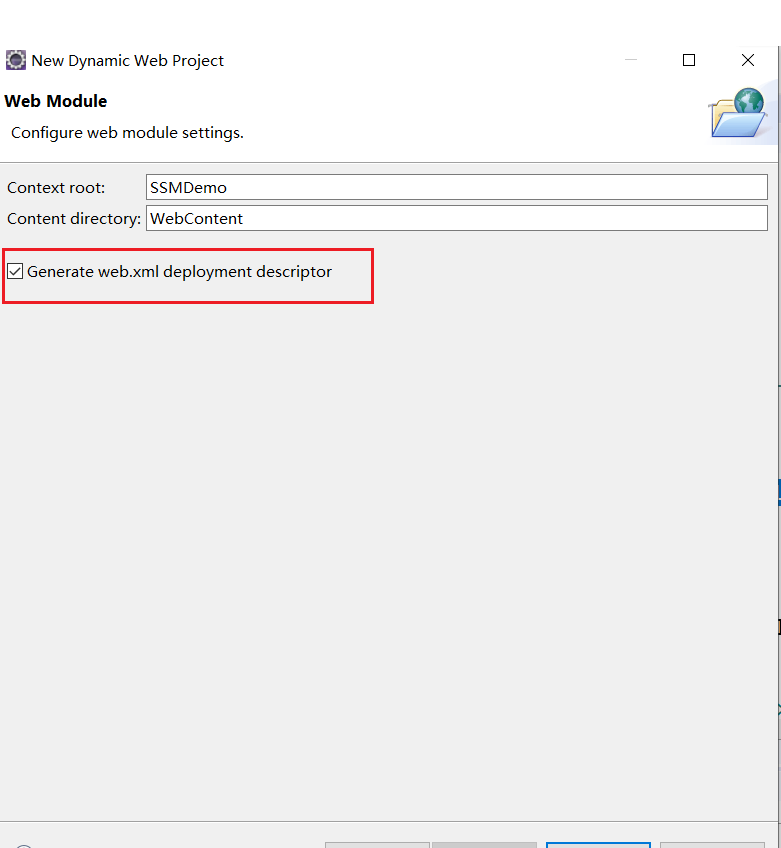 New Dynamic Web Project
Web Module
Configure web module settings.
Context root: SSMDemo
Content directory: WebContent
Generate web.xml deployment descriptor